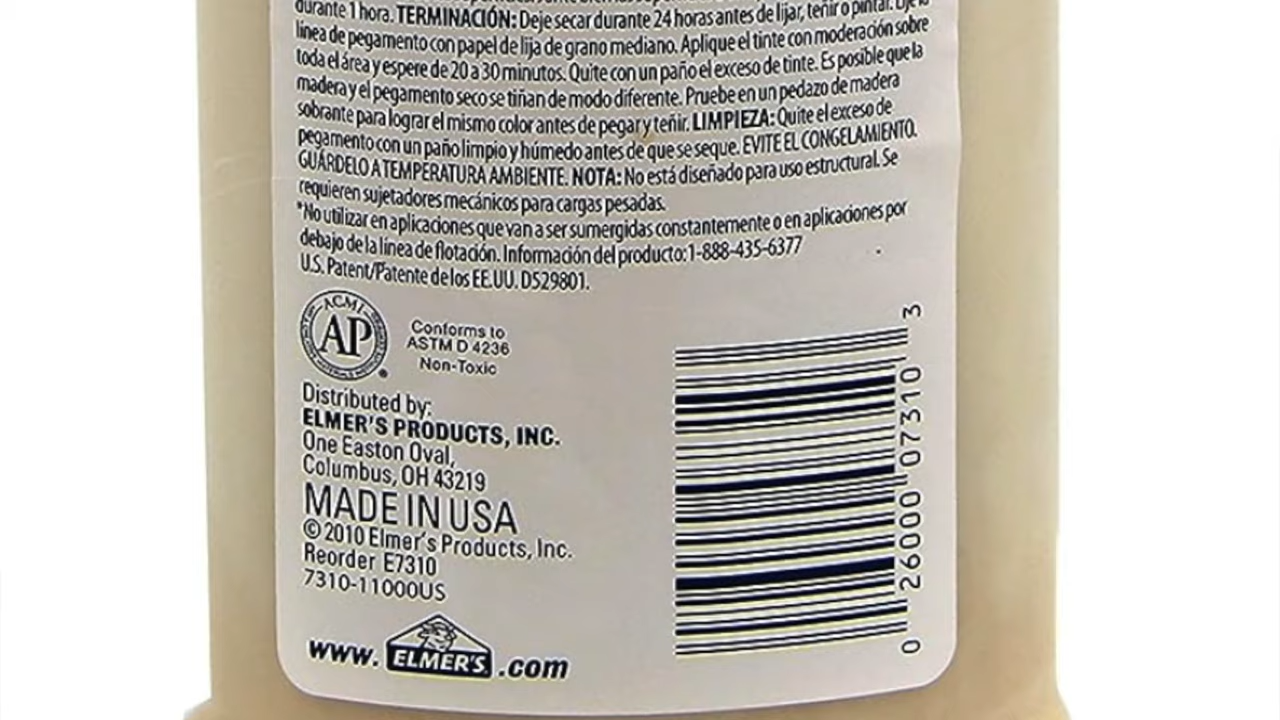 durante 1 hora. TERMINACIÓN: Deje secar durante 24 horas antes de lijar, teñir o pintar. Lije la
línea de pegamento con papel de lija de grano mediano. Aplique el tinte con moderación sobre
toda el área y espere de 20 a 30 minutos. Quite con un paño el exceso de tinte. Es posible que la
madera y el pegamento seco se tiñan de modo diferente. Pruebe en un pedazo de madera
sobrante para lograr el mismo color antes de pegar y teñir. LIMPIEZA: Quite el exceso de
pegamento con un paño limpio y húmedo antes de que se seque. EVITE EL CONGELAMIENTO.
GUÁRDELO A TEMPERATURA AMBIENTE. NOTA: No está diseñado para uso estructural. Se
requieren sujetadores mecánicos para cargas pesadas.
*No utilizar en aplicaciones que van a ser sumergidas constantemente o en aplicaciones por
debajo de la línea de flotación. Información del producto: 1-888-435-6377
U.S. Patent/Patente de los EE.UU. D529801.
ACMI
AP
Conforms to
ASTM D 4236
Non-Toxic
Distributed by:
ELMER'S PRODUCTS, INC.
One Easton Oval,
Columbus, OH 43219
MADE IN USA
© 2010 Elmer's Products, Inc.
Reorder E7310
7310-11000US
www. ELMER'S .com
0 26000 07310 3